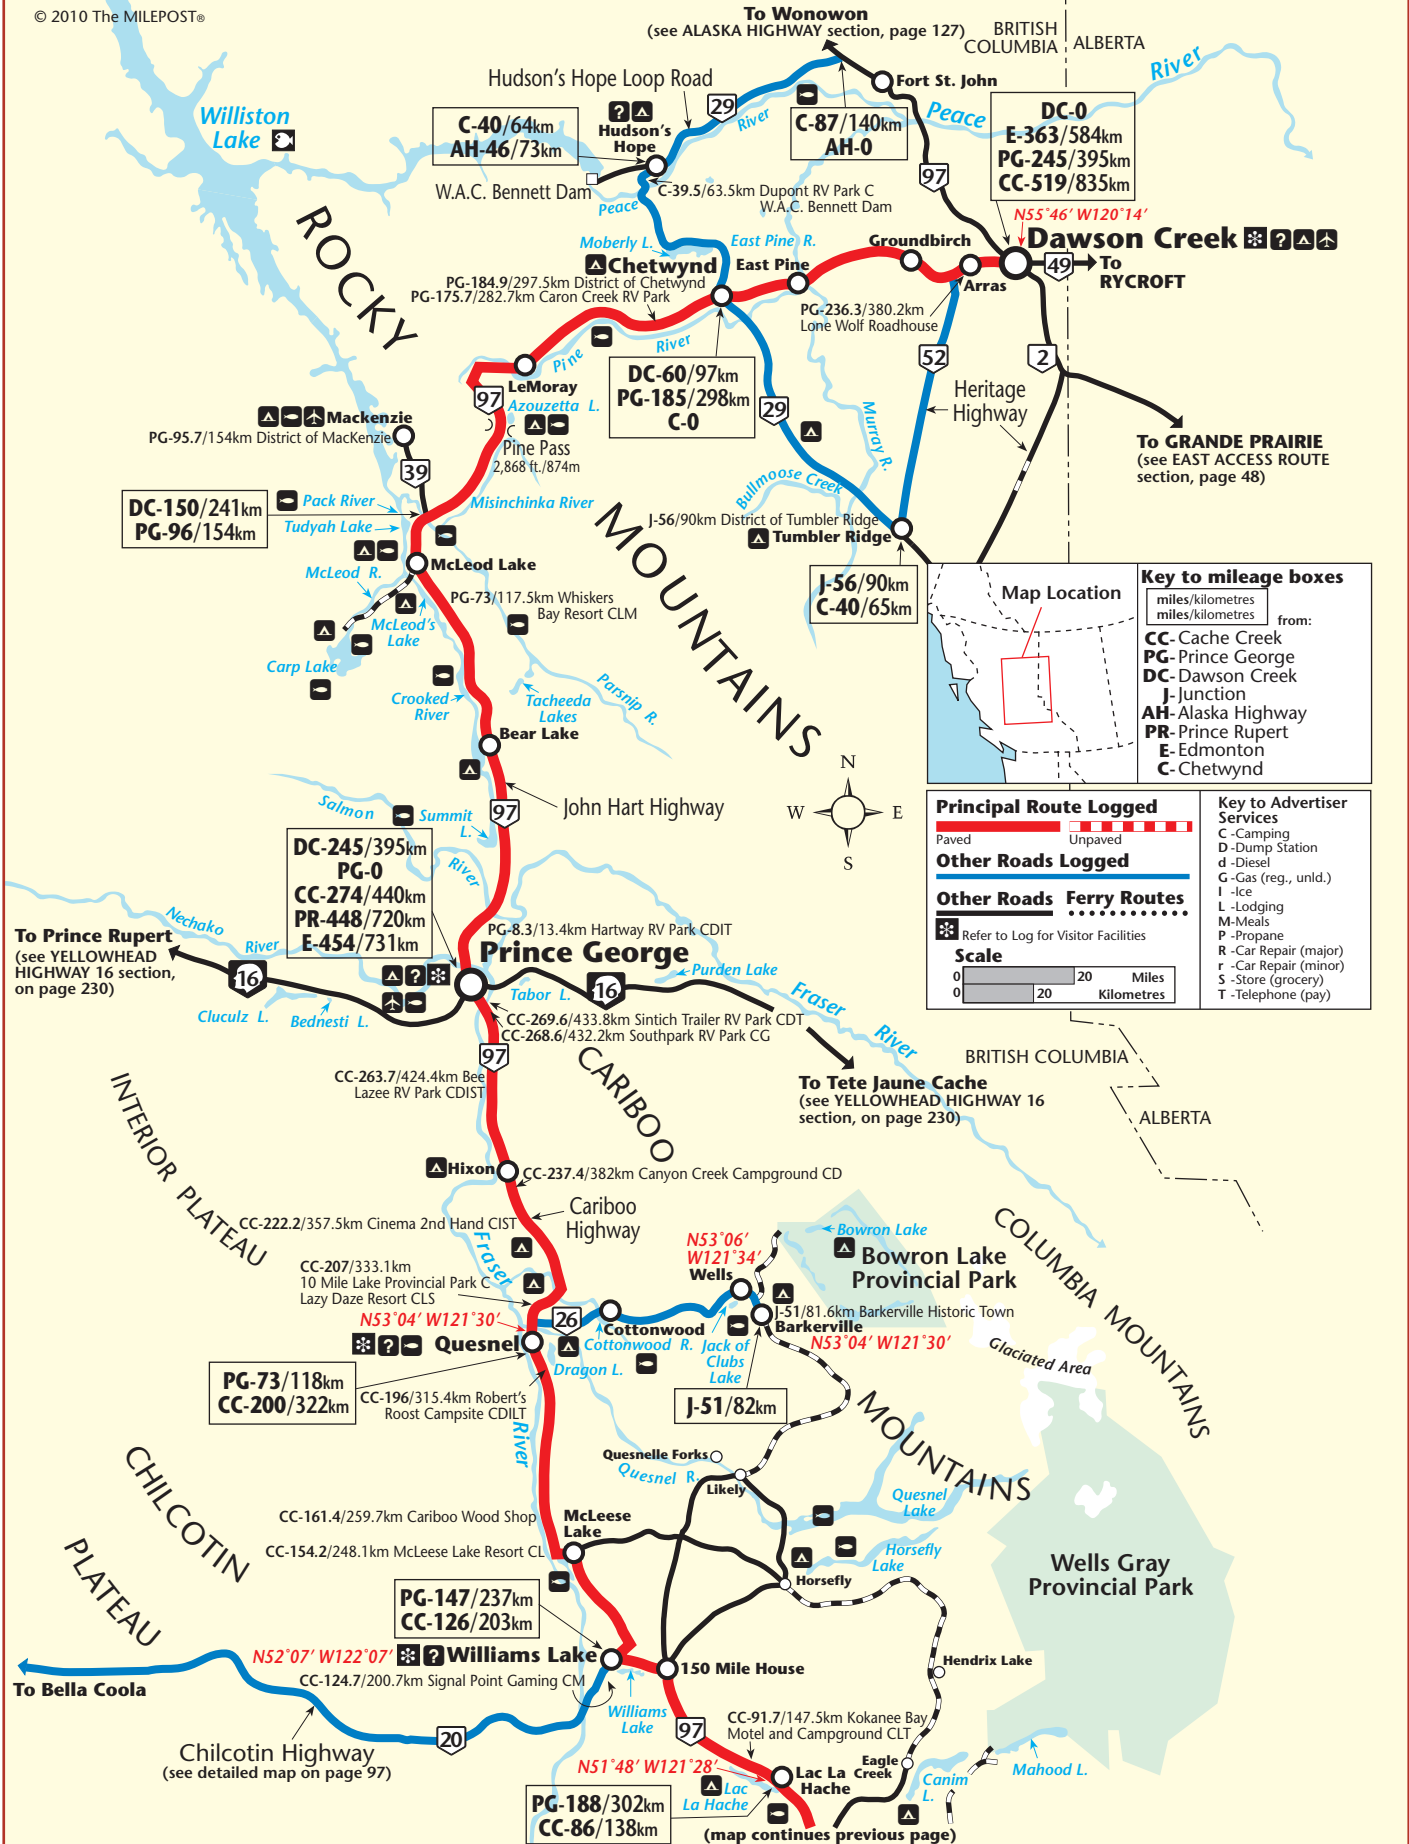 © 2010 The MILEPOST®
To Wonowon
(see ALASKA HIGHWAY section, page 127)
BRITISH
COLUMBIA
ALBERTA
River
Hudson's Hope Loop Road
Fort St. John
Williston
Lake
29
Peace
River
C-40/64km
AH-46/73km
Hudson's
Hope
C-87/140km
AH-0
DC-0
E-363/584km
PG-245/395km
CC-519/835km
97
W.A.C. Bennett Dam
C-39.5/63.5km Dupont RV Park C
W.A.C. Bennett Dam
Peace
N55°46' W120°14'
ROCKY
Moberly L.
East Pine R.
Groundbirch
Dawson Creek
Chetwynd
East Pine
49
To
RYCROFT
Arras
PG-184.9/297.5km District of Chetwynd
PG-175.7/282.7km Caron Creek RV Park
PG-236.3/380.2km
Lone Wolf Roadhouse
River
Pine
52
2
LeMoray
DC-60/97km
PG-185/298km
C-0
97
Azouzetta L.
29
Heritage
Highway
Mackenzie
PG-95.7/154km District of MacKenzie
Pine Pass
2,868 ft./874m
Murray R.
To GRANDE PRAIRIE
(see EAST ACCESS ROUTE
section, page 48)
39
Bullmoose Creek
DC-150/241km
PG-96/154km
Pack River
Misinchinka River
Tudyah Lake
MOUNTAINS
J-56/90km District of Tumbler Ridge
Tumbler Ridge
McLeod Lake
McLeod R.
J-56/90km
C-40/65km
PG-73/117.5km Whiskers
Bay Resort CLM
McLeod's
Lake
Carp Lake
Crooked
River
Tacheeda
Lakes
Parsnip R.
Bear Lake
Map Location
Key to mileage boxes
miles/kilometres
miles/kilometres
from:
CC-Cache Creek
PG-Prince George
DC-Dawson Creek
J-Junction
AH-Alaska Highway
PR-Prince Rupert
E-Edmonton
C-Chetwynd
N
W
E
S
97
John Hart Highway
Salmon
Summit
L.
River
Principal Route Logged
Paved
Unpaved
Other Roads Logged
Other Roads
Ferry Routes
Refer to Log for Visitor Facilities
Scale
0
20
Miles
0
20
Kilometres
Key to Advertiser
Services
C -Camping
D -Dump Station
d -Diesel
G -Gas (reg., unld.)
I -Ice
L -Lodging
M-Meals
P -Propane
R -Car Repair (major)
r -Car Repair (minor)
S -Store (grocery)
T -Telephone (pay)
DC-245/395km
PG-0
CC-274/440km
PR-448/720km
E-454/731km
Nechako
River
To Prince Rupert
(see YELLOWHEAD
HIGHWAY 16 section,
on page 230)
PG-8.3/13.4km Hartway RV Park CDIT
Prince George
16
Purden Lake
16
Tabor L.
Cluculz L.
Bednesti L.
Fraser
River
CC-269.6/433.8km Sintich Trailer RV Park CDT
CC-268.6/432.2km Southpark RV Park CG
97
CARIBOO
BRITISH COLUMBIA
ALBERTA
CC-263.7/424.4km Bee
Lazee RV Park CDIST
To Tete Jaune Cache
(see YELLOWHEAD HIGHWAY 16
section, on page 230)
INTERIOR PLATEAU
Hixon
CC-237.4/382km Canyon Creek Campground CD
Cariboo
Highway
CC-222.2/357.5km Cinema 2nd Hand CIST
Fraser
N53°06'
W121°34'
Wells
Bowron Lake
Bowron Lake
Provincial Park
COLUMBIA MOUNTAINS
CC-207/333.1km
10 Mile Lake Provincial Park C
Lazy Daze Resort CLS
N53°04' W121°30'
26
Cottonwood
Cottonwood R.
J-51/81.6km Barkerville Historic Town
Barkerville
N53°04' W121°30'
Quesnel
Jack of
Clubs
Lake
Glaciated Area
Dragon L.
PG-73/118km
CC-200/322km
CC-196/315.4km Robert's
Roost Campsite CDILT
J-51/82km
River
MOUNTAINS
CHILCOTIN
PLATEAU
Quesnelle Forks
Quesnel R.
Likely
Quesnel
Lake
CC-161.4/259.7km Cariboo Wood Shop
McLeese
Lake
CC-154.2/248.1km McLeese Lake Resort CL
Horsefly
Lake
Horsefly
Wells Gray
Provincial Park
PG-147/237km
CC-126/203km
N52°07' W122°07'
Williams Lake
150 Mile House
Hendrix Lake
To Bella Coola
CC-124.7/200.7km Signal Point Gaming CM
Williams
Lake
CC-91.7/147.5km Kokanee Bay
Motel and Campground CLT
97
20
Chilcotin Highway
(see detailed map on page 97)
N51°48' W121°28'
Lac La
Hache
Eagle
Creek
Canim
L.
Mahood L.
Lac
La Hache
PG-188/302km
CC-86/138km
(map continues previous page)